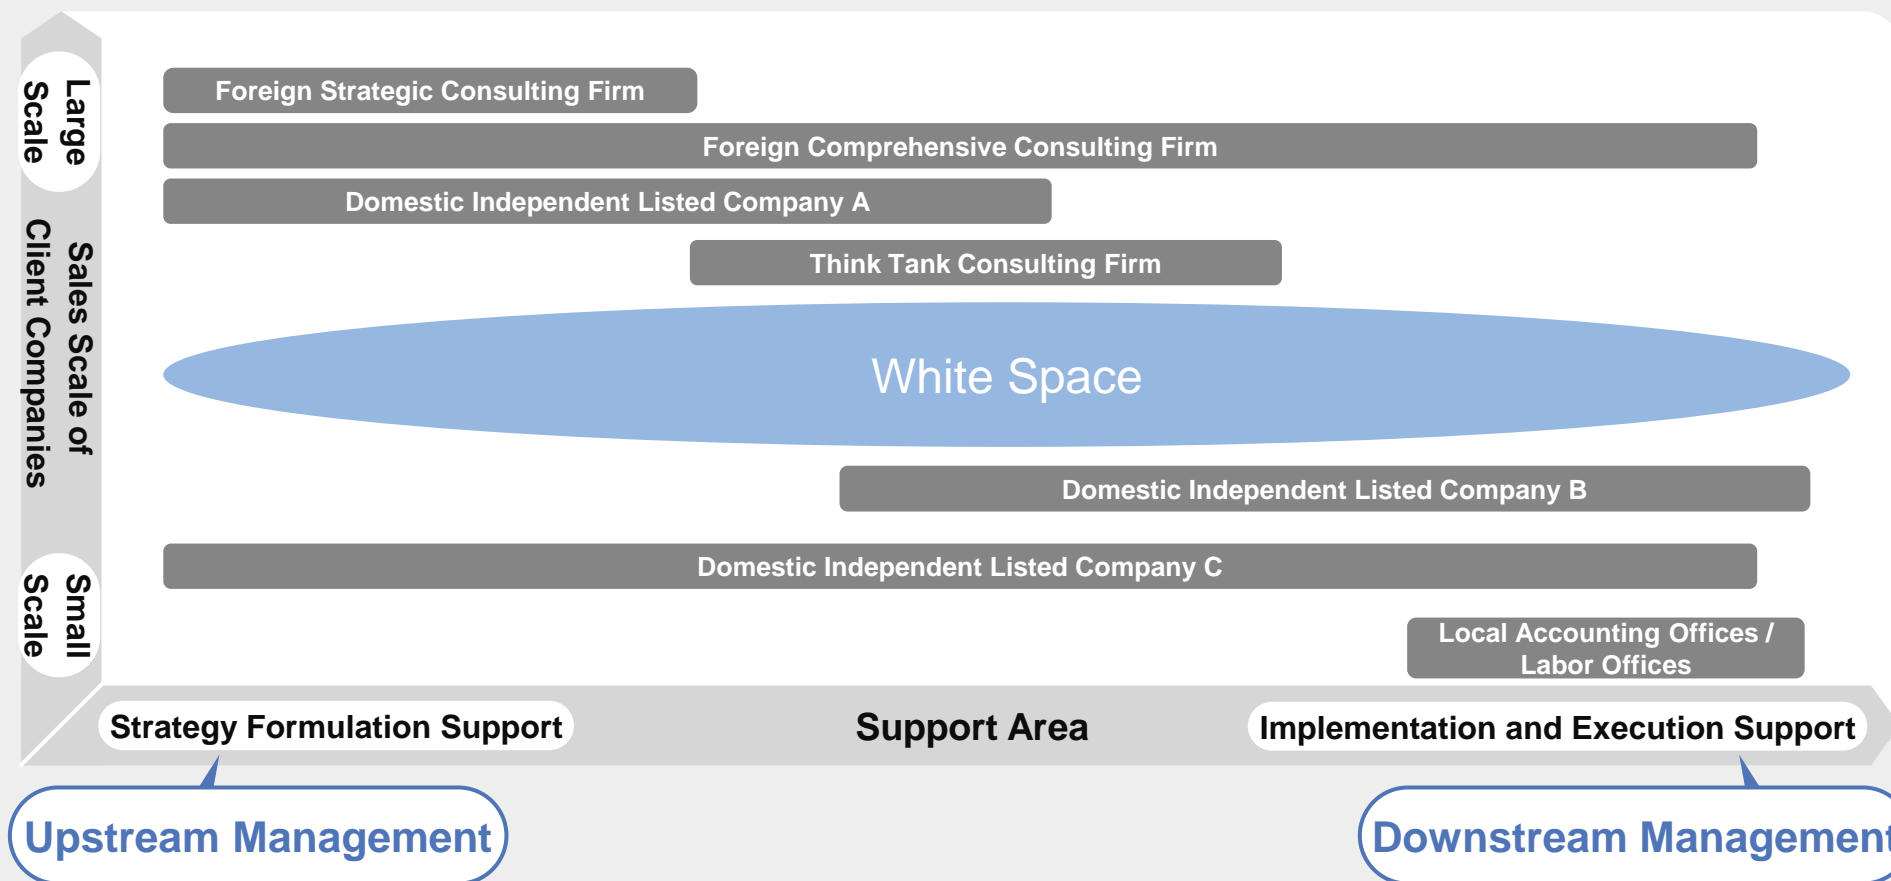 Large
Scale
Foreign Strategic Consulting Firm
Foreign Comprehensive Consulting Firm
Domestic Independent Listed Company A
Think Tank Consulting Firm
Sales Scale of
Client Companies
White Space
Domestic Independent Listed Company B
Domestic Independent Listed Company C
Small
Scale
Local Accounting Offices /
Labor Offices
Strategy Formulation Support
Support Area
Implementation and Execution Support
Upstream Management
Downstream Management